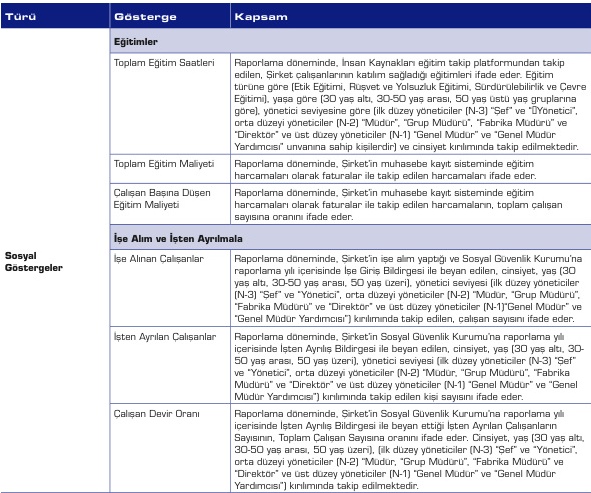 Türü Gösterge Kapsam
Eğitimler
Toplam Eğitim Saatleri
Raporlama döneminde, İnsan Kaynakları eğitim takip platformundan takip
edilen, Şirket çalışanlarının katılım sağladığı eğitimleri ifade eder. Eğitim
türüne göre (Etik Eğitimi, Rüşvet ve Yolsuzluk Eğitimi, Sürdürülebilirlik ve Çevre
Eğitimi), yaşa göre (30 yaş altı, 30-50 yaş arası, 50 yaş üstü yaş gruplarına
göre), yönetici seviyesine göre (ilk düzey yöneticiler (N-3) “Şef” ve “Yönetici”,
orta düzeyi yöneticiler (N-2) “Müdür”, “Grup Müdürü”, “Fabrika Müdürü” ve
“Direktör” ve üst düzey yöneticiler (N-1) “Genel Müdür” ve “Genel Müdür
Yardımcısı” unvanına sahip kişilerdir) ve cinsiyet kırılımında takip edilmektedir.
Toplam Eğitim Maliyeti
Raporlama döneminde, Şirket’in muhasebe kayıt sisteminde eğitim
harcamaları olarak faturalar ile takip edilen harcamaları ifade eder.
Çalışan Başına Düşen
Eğitim Maliyeti
Raporlama döneminde, Şirket’in muhasebe kayıt sisteminde eğitim
harcamaları olarak faturalar ile takip edilen harcamaların, toplam çalışan
sayısına oranını ifade eder.
İşe Alım ve İşten Ayrılmala
Sosyal
Göstergeler
İşe Alınan Çalışanlar
Raporlama döneminde, Şirket’in işe alım yaptığı ve Sosyal Güvenlik Kurumu’na
raporlama yılı içerisinde İşe Giriş Bildirgesi ile beyan edilen, cinsiyet, yaş (30
yaş altı, 30-50 yaş arası, 50 yaş üzeri), yönetici seviyesi (ilk düzey yöneticiler
(N-3) “Şef” ve “Yönetici”, orta düzeyi yöneticiler (N-2) “Müdür, “Grup Müdürü”,
“Fabrika Müdürü” ve “Direktör” ve üst düzey yöneticiler (N-1)“Genel Müdür” ve
“Genel Müdür Yardımcısı”) kırılımında takip edilen, çalışan sayısını ifade eder.
İşten Ayrılan Çalışanlar
Raporlama döneminde, Şirket’in Sosyal Güvenlik Kurumu’na raporlama yılı
içerisinde İşten Ayrılış Bildirgesi ile beyan edilen, cinsiyet, yaş (30 yaş altı, 30-
50 yaş arası, 50 yaş üzeri), yönetici seviyesi (ilk düzey yöneticiler (N-3) “Şef”
ve “Yönetici”, orta düzeyi yöneticiler (N-2) “Müdür, “Grup Müdürü”, “Fabrika
Müdürü” ve “Direktör” ve üst düzey yöneticiler (N-1) “Genel Müdür” ve “Genel
Müdür Yardımcısı”) kırılımında takip edilen kişi sayısını ifade eder.
Çalışan Devir Oranı
Raporlama döneminde, Şirket’in Sosyal Güvenlik Kurumu’na raporlama yılı
içerisinde İşten Ayrılış Bildirgesi ile beyan ettiği İşten Ayrılan Çalışanların
Sayısının, Toplam Çalışan Sayısına oranını ifade eder. Cinsiyet, yaş (30 yaş altı,
30-50 yaş arası, 50 yaş üzeri), (ilk düzey yöneticiler (N-3) “Şef” ve “Yönetici”,
orta düzeyi yöneticiler (N-2) “Müdür, “Grup Müdürü”, “Fabrika Müdürü” ve
“Direktör” ve üst düzey yöneticiler (N-1) “Genel Müdür” ve “Genel Müdür
Yardımcısı”) kırılımında takip edilmektedir.